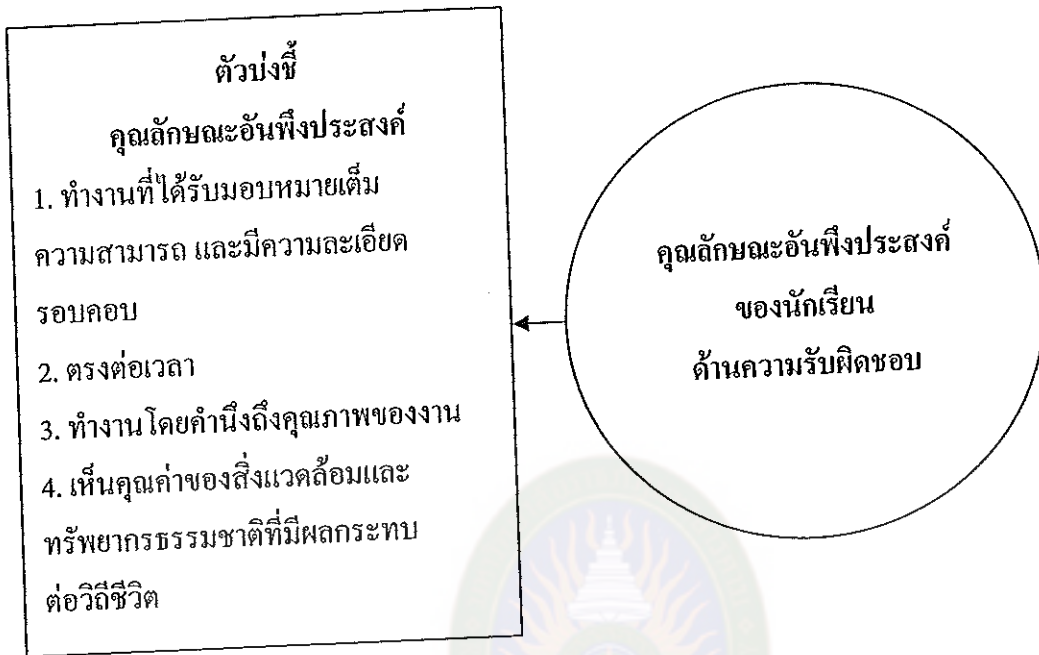 ตัวบ่งชี้
คุณลักษณะอันพึงประสงค์
1. ทำงานที่ได้รับมอบหมายเต็ม
ความสามารถ และมีความละเอียด
รอบคอบ
2. ตรงต่อเวลา
3. ทำงานโดยคำนึงถึงคุณภาพของงาน
4. เห็นคุณค่าของสิ่งแวดล้อมและ
ทรัพยากรธรรมชาติที่มีผลกระทบ
ต่อวิถีชีวิต
คุณลักษณะอันพึงประสงค์
ของนักเรียน
ด้านความรับผิดชอบ